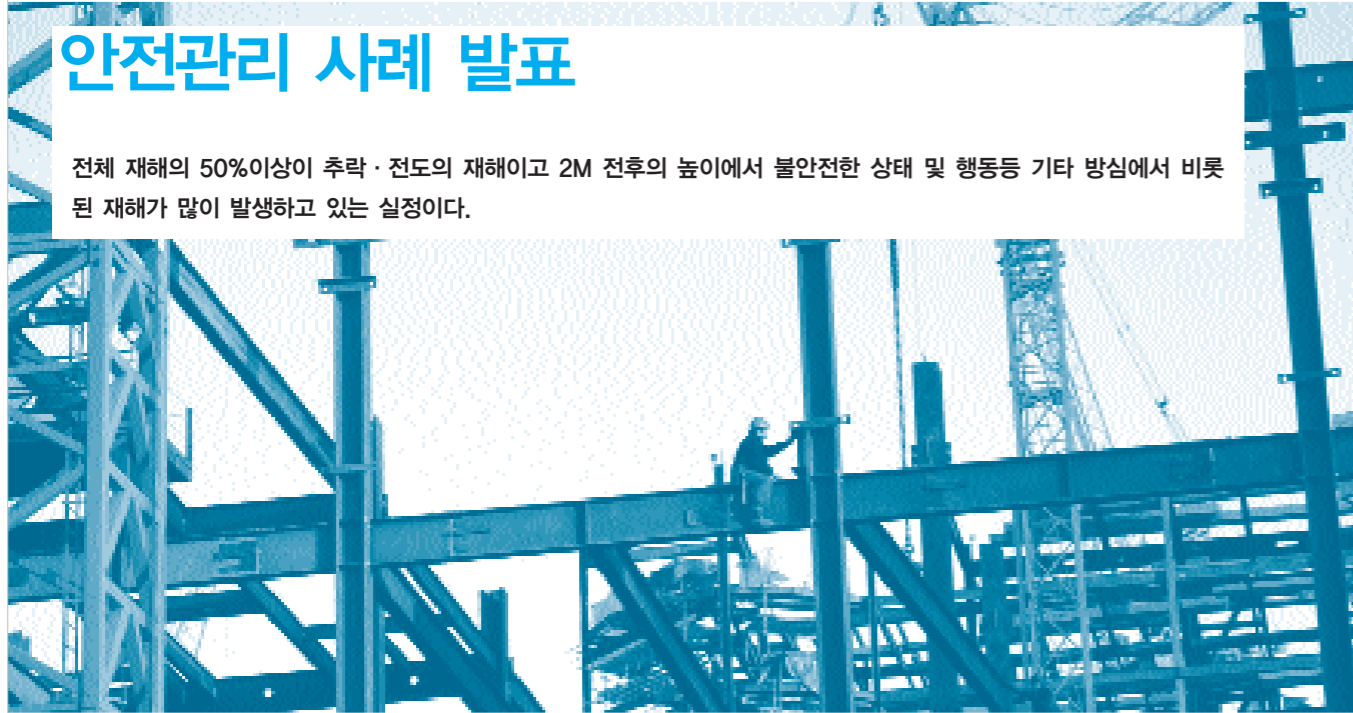 안전관리 사례 발표
전체 재해의 50%이상이 추락 · 전도의 재해이고 2M 전후의 높이에서 불안전한 상태 및 행동등 기타 방심에서 비롯
된 재해가 많이 발생하고 있는 실정이다.